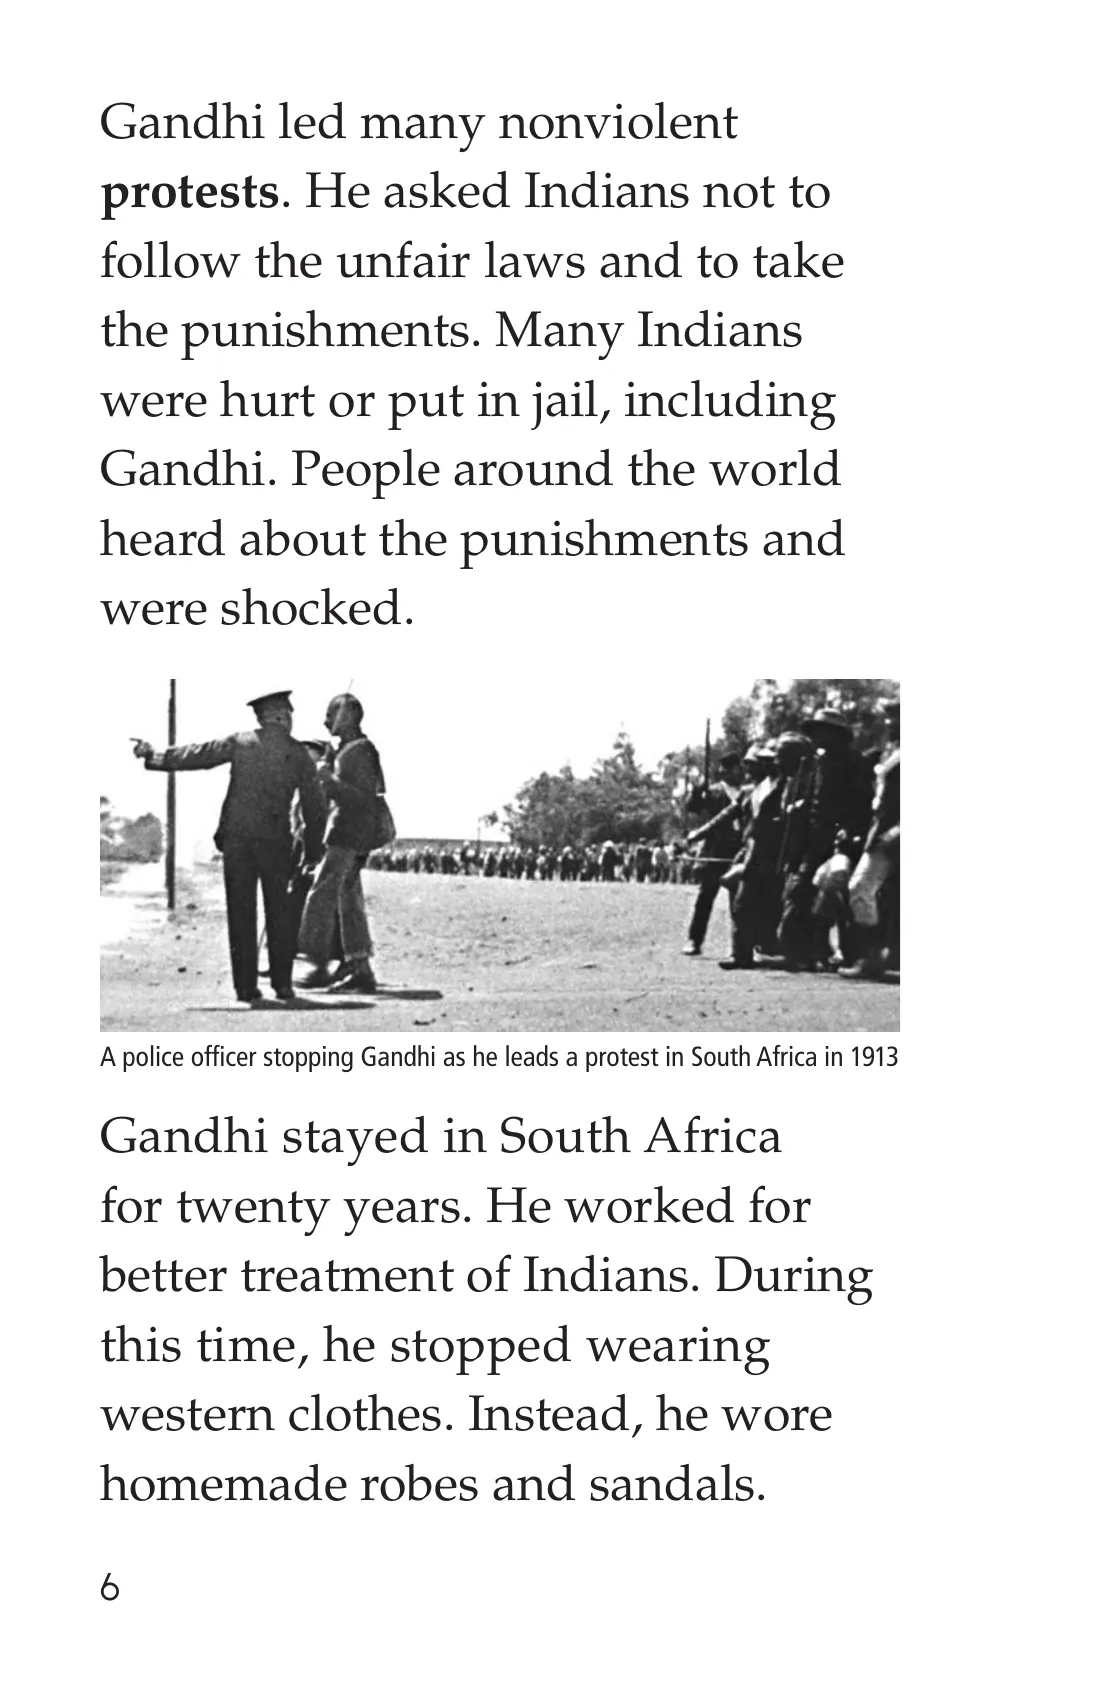 Gandhi led many nonviolent
protests. He asked Indians not to
follow the unfair laws and to take
the punishments. Many Indians
were hurt or put in jail, including
Gandhi. People around the world
heard about the punishments and
were shocked.
A police officer stopping Gandhi as he leads a protest in South Africa in 1913
Gandhi stayed in South Africa
for twenty years. He worked for
better treatment of Indians. During
this time, he stopped wearing
western clothes. Instead, he wore
homemade robes and sandals.
6